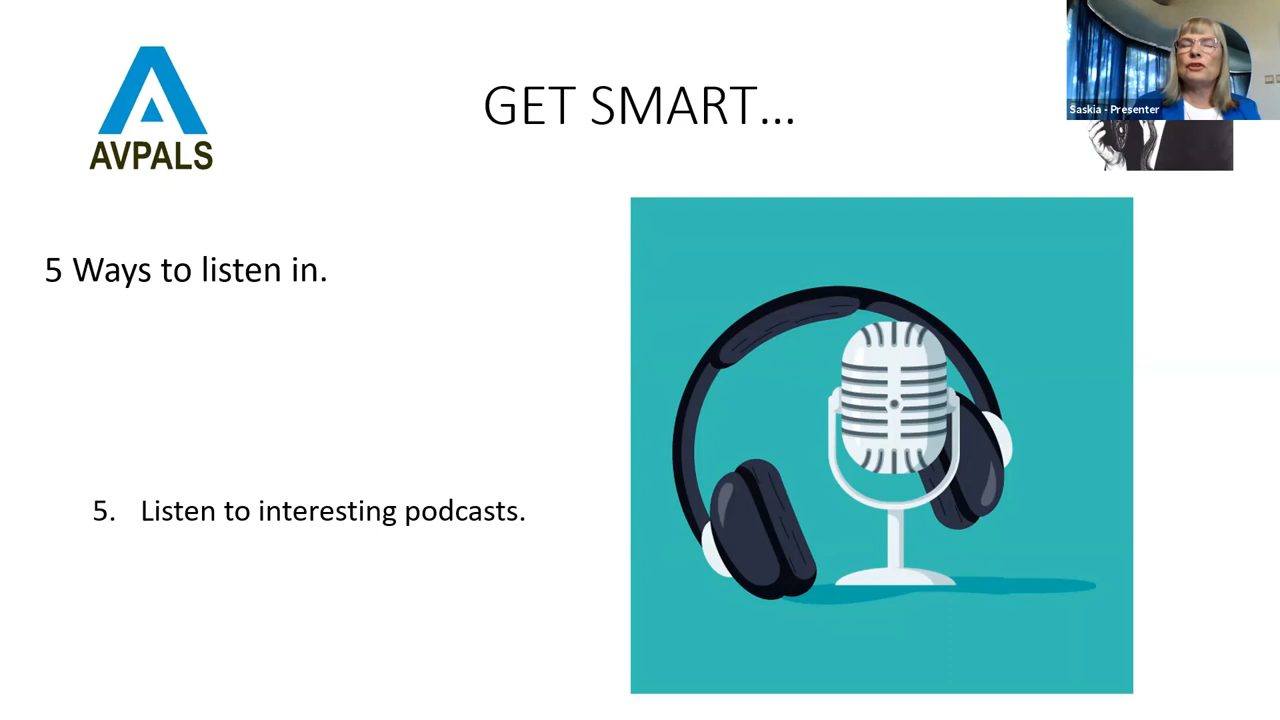 AVPALS
GET SMART...
Saskia - Presenter
5 Ways to listen in.
5. Listen to interesting podcasts.